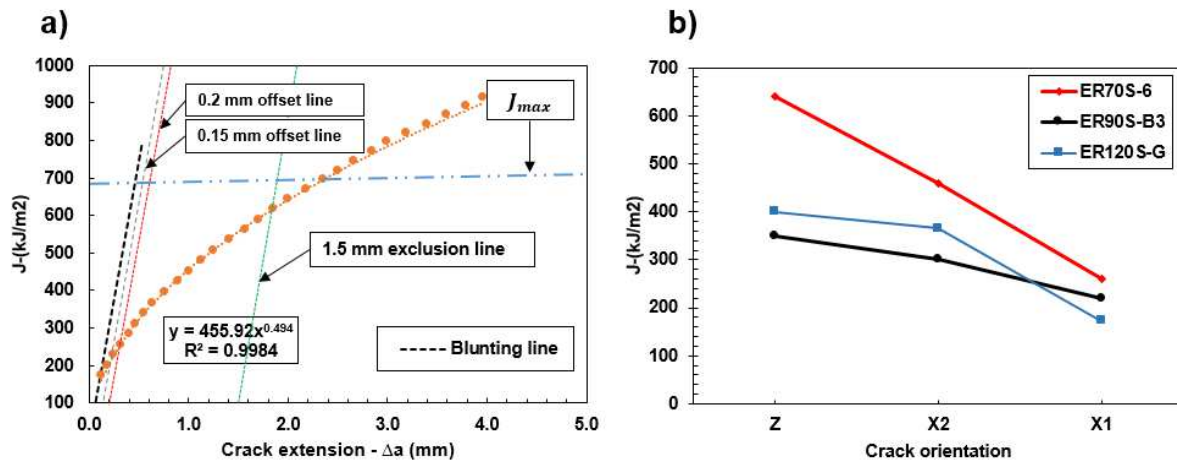 a)
1000
900
800
700
600
500
400
300
200
100
J-(kJ/m2)
0.2 mm offset line
0.15 mm offset line
Jmax
1.5 mm exclusion line
y = 455.92x^0.494
R² = 0.9984
Blunting line
0.0 1.0 2.0 3.0 4.0 5.0
Crack extension - Δa (mm)
b)
700
600
500
400
300
200
100
0
J-(kJ/m2)
ER70S-6
ER90S-B3
ER120S-G
Z X2 X1
Crack orientation